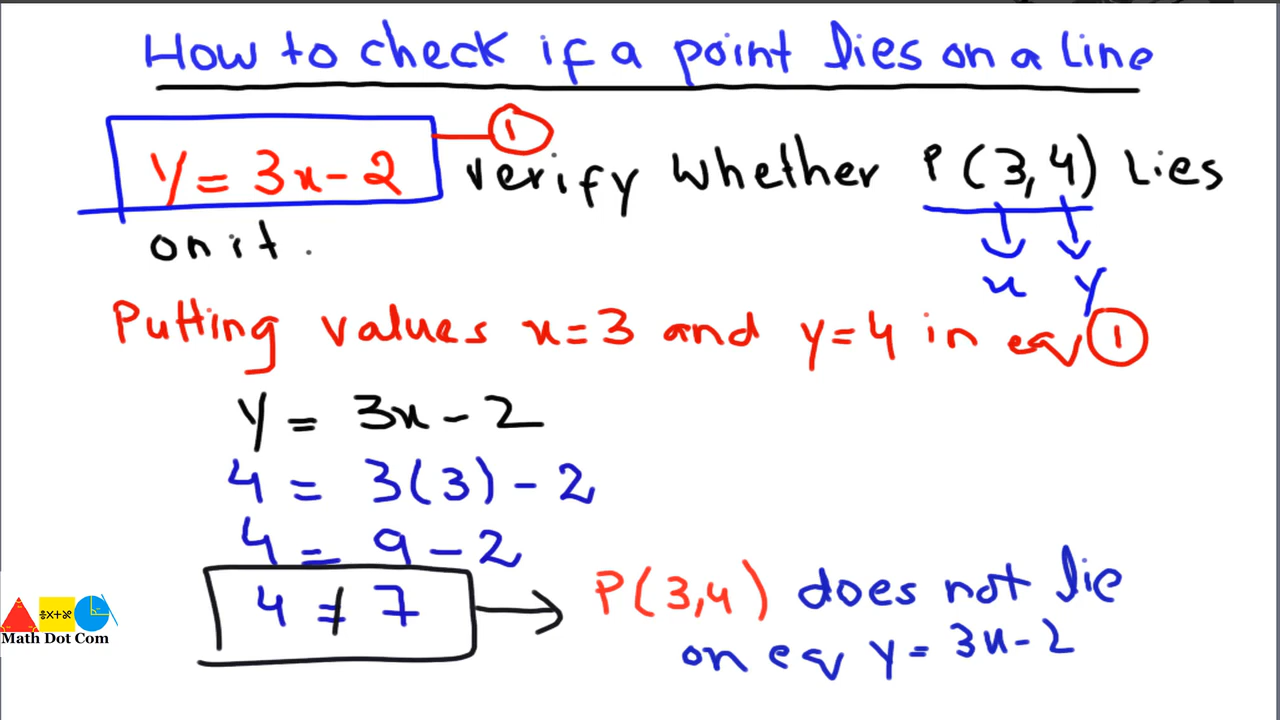 How to check if a point lies on a line
y = 3x - 2 ① verify whether P(3,4) Lies
on it.
x y
Putting values x=3 and y=4 in eq ①
y = 3x - 2
4 = 3(3) - 2
4 = 9 - 2
4 ≠ 7 → P(3,4) does not lie
on eq y = 3x - 2
÷x+√x
Math Dot Com